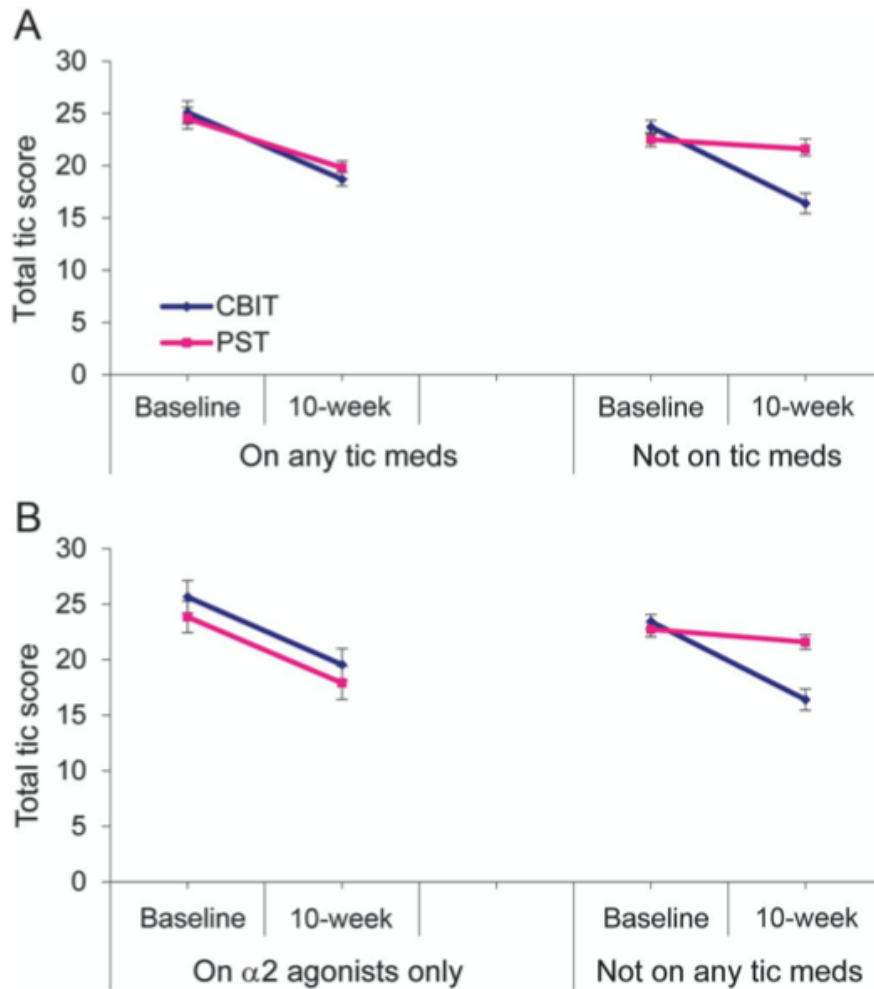 A
30
25
20
15
10
5
0
Total tic score
CBIT
PST
Baseline 10-week Baseline 10-week
On any tic meds Not on tic meds
B
30
25
20
15
10
5
0
Total tic score
Baseline 10-week Baseline 10-week
On α2 agonists only Not on any tic meds